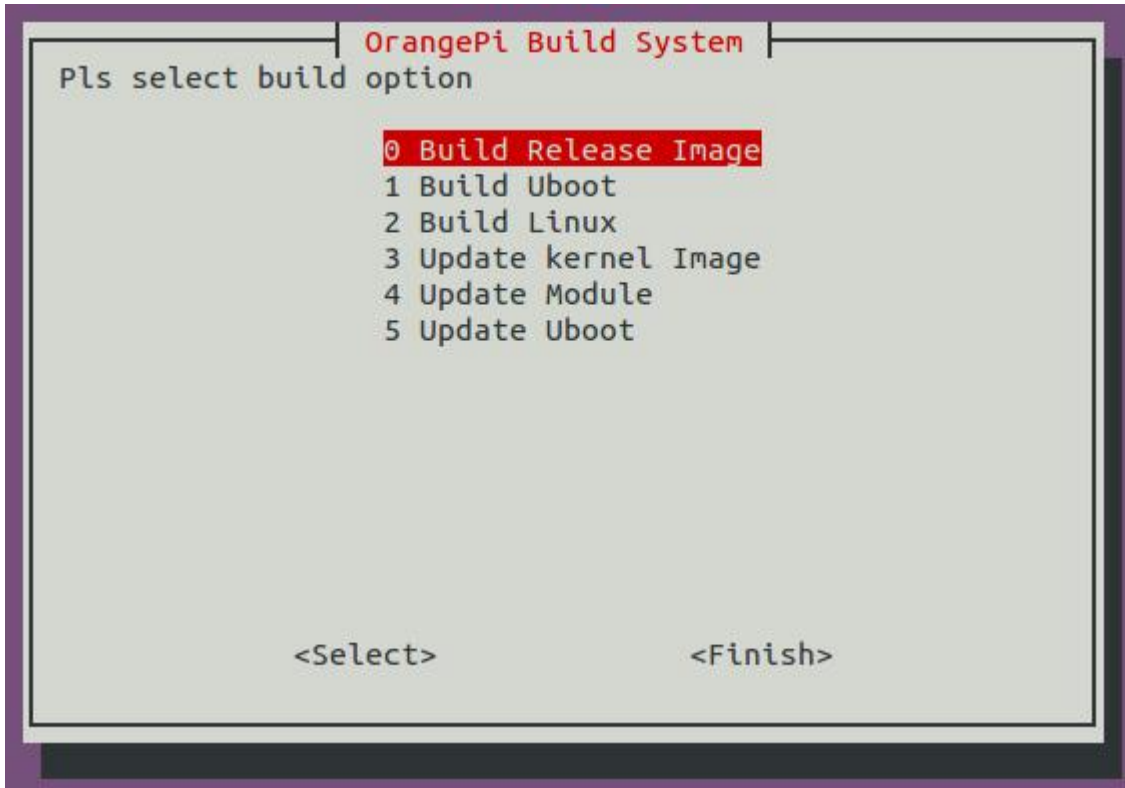 OrangePi Build System
Pls select build option
0 Build Release Image
1 Build Uboot
2 Build Linux
3 Update kernel Image
4 Update Module
5 Update Uboot
<Select> <Finish>